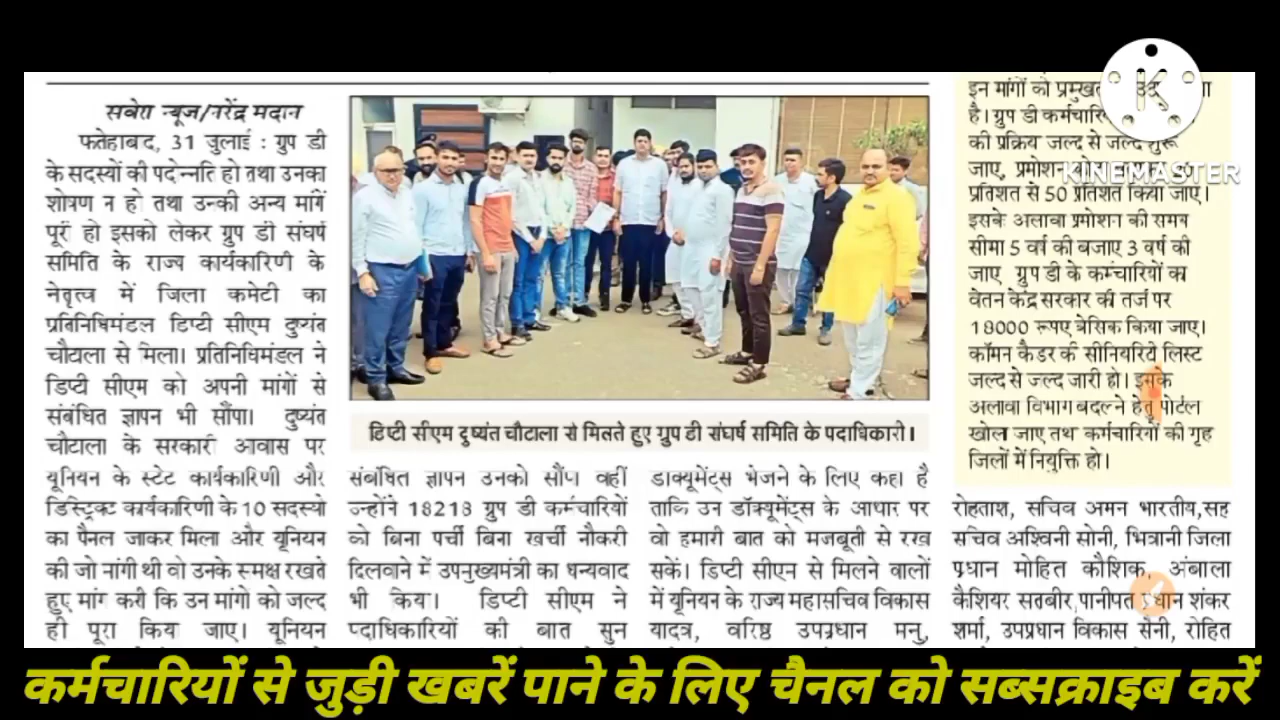 सवेरा न्यूज/नरेंद्र मदान
फतेहाबाद, 31 जुलाई : ग्रुप डी
के सदस्यों की पदोन्नति हो तथा उनका
शोषण न हो तथा उनकी अन्य मांगें
पूरी हो इसको लेकर ग्रुप डी संघर्ष
समिति के राज्य कार्यकारिणी के
नेतृत्व में जिला कमेटी का
प्रतिनिधिमंडल डिप्टी सीएम दुष्यंत
चौटाला से मिला। प्रतिनिधिमंडल ने
डिप्टी सीएम को अपनी मांगों से
संबंधित ज्ञापन भी सौंपा। दुष्यंत
चौटाला के सरकारी आवास पर
यूनियन के स्टेट कार्यकारिणी और
डिस्ट्रिक्ट कार्यकारिणी के 10 सदस्यो
का पैनल जाकर मिला और यूनियन
की जो मांगी थी वो उनके समक्ष रखते
हुए मांग करी कि उन मांगो को जल्द
ही पूरा किया जाए। यूनियन
डिप्टी सीएम दुष्यंत चौटाला से मिलते हुए ग्रुप डी संघर्ष समिति के पदाधिकारी।
संबंधित ज्ञापन उनको सौंपा वहीं
उन्होंने 18218 ग्रुप डी कर्मचारियों
को बिना पर्ची बिना खर्ची नौकरी
दिलवाने में उपमुख्यमंत्री का धन्यवाद
भी किया। डिप्टी सीएम ने
पदाधिकारियों की बात सुन
डाक्यूमेंट्स भेजने के लिए कहा है
ताकि उन डॉक्यूमेंट्स के आधार पर
वो हमारी बात को मजबूती से रख
सकें। डिप्टी सीएम से मिलने वालों
में यूनियन के राज्य महासचिव विकास
यादव, वरिष्ठ उपप्रधान मनु,
इन मांगों को
है। ग्रुप डी
की प्रक्रिय जल्द से जल्द शुरू
जाए, प्रमोशन
प्रतिशत से 50 प्रतिशत किया जाए।
इसके अलावा प्रमोशन की समय
सीमा 5 वर्ष की बजाए 3 वर्ष की
जाए ग्रुप डी के कर्मचारियों का
वेतन केंद्र सरकार की तर्ज पर
18000 रूपए बेसिक किया जाए।
कॉमन कैडर की सीनियरिटी लिस्ट
जल्द से जल्द जारी हो। इसके
अलावा विभाग बदलने हेतु पोर्टल
खोला जाए तथा कर्मचारियों की गृह
जिलों में नियुक्ति हो।
रोहताश, सचिव अमन भारतीय,सह
सचिव अश्विनी सोनी, भिवानी जिला
प्रधान मोहित कौशिक, अंबाला
कैशियर सतबीर, पानीपत शंकर
शर्मा, उपप्रधान विकास सैनी, रोहित
KINEMASTER
कर्मचारियों से जुड़ी खबरें पाने के लिए चैनल को सब्सक्राइब करें